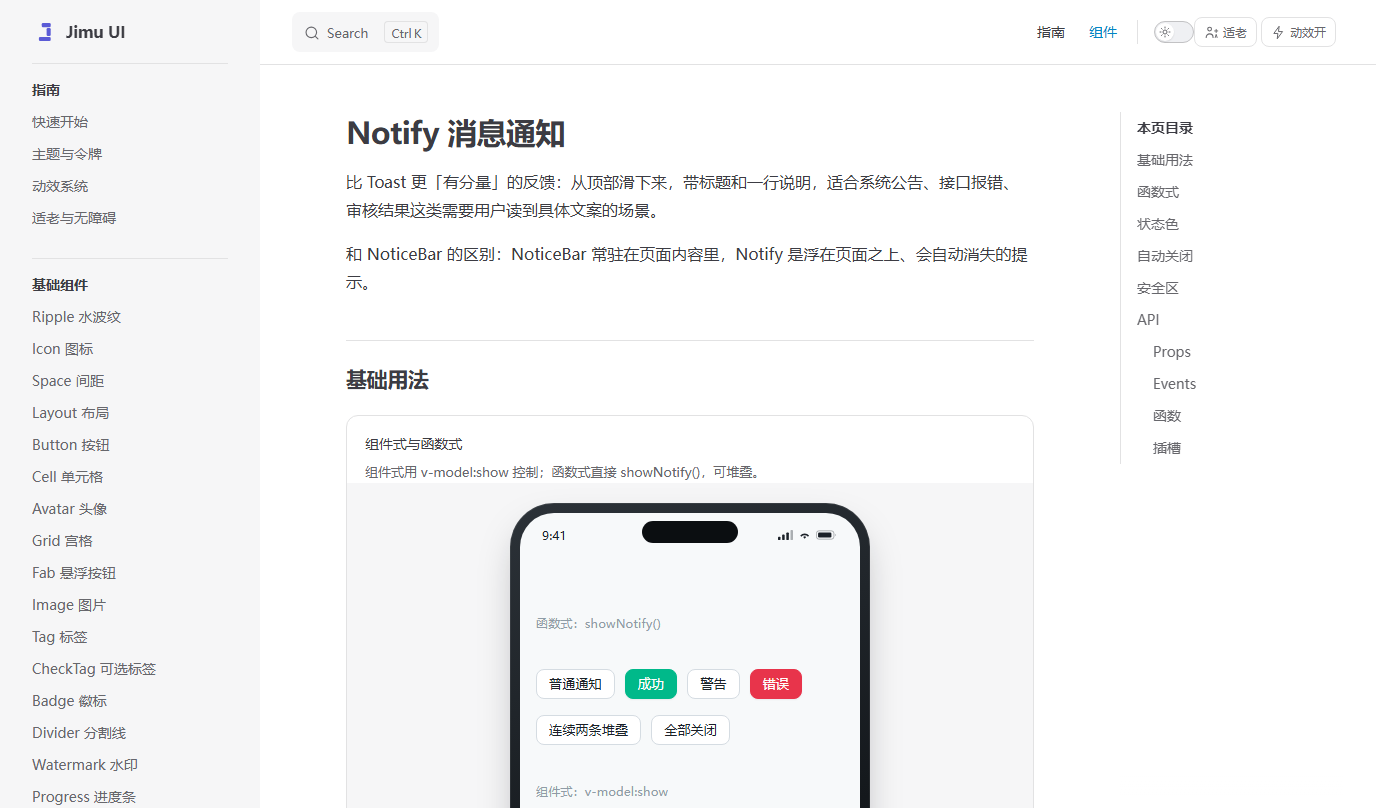 Jimu UI
指南
快速开始
主题与令牌
动效系统
适老与无障碍
基础组件
Ripple 水波纹
Icon 图标
Space 间距
Layout 布局
Button 按钮
Cell 单元格
Avatar 头像
Grid 宫格
Fab 悬浮按钮
Image 图片
Tag 标签
CheckTag 可选标签
Badge 徽标
Divider 分割线
Watermark 水印
Progress 进度条
Search Ctrl K
指南 组件 适老 动效开
Notify 消息通知
比 Toast 更「有分量」的反馈：从顶部滑下来，带标题和一行说明，适合系统公告、接口报错、
审核结果这类需要用户读到具体文案的场景。
和 NoticeBar 的区别：NoticeBar 常驻在页面内容里，Notify 是浮在页面之上、会自动消失的提
示。
基础用法
组件式与函数式
组件式用 v-model:show 控制；函数式直接 showNotify()，可堆叠。
9:41
函数式：showNotify()
普通通知 成功 警告 错误
连续两条堆叠 全部关闭
组件式：v-model:show
本页目录
基础用法
函数式
状态色
自动关闭
安全区
API
Props
Events
函数
插槽